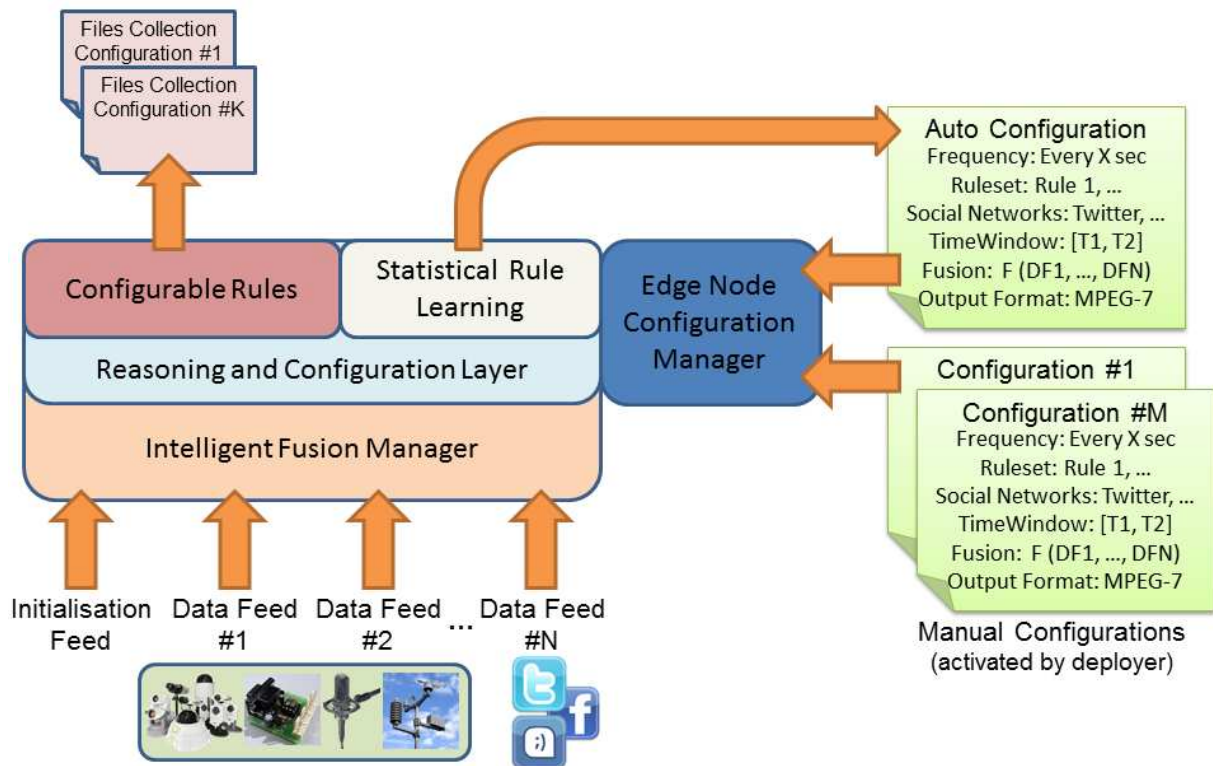 Files Collection
Configuration #1
Files Collection
Configuration #K
Auto Configuration
Frequency: Every X sec
Ruleset: Rule 1, ...
Social Networks: Twitter, ...
TimeWindow: [T1, T2]
Fusion: F (DF1, ..., DFN)
Output Format: MPEG-7
Configurable Rules
Statistical Rule
Learning
Edge Node
Configuration
Manager
Reasoning and Configuration Layer
Intelligent Fusion Manager
Configuration #1
Configuration #M
Frequency: Every X sec
Ruleset: Rule 1, ...
Social Networks: Twitter, ...
TimeWindow: [T1, T2]
Fusion: F (DF1, ..., DFN)
Output Format: MPEG-7
Manual Configurations
(activated by deployer)
Initialisation
Feed
Data Feed
#1
Data Feed
#2
...
Data Feed
#N
t
f
;)